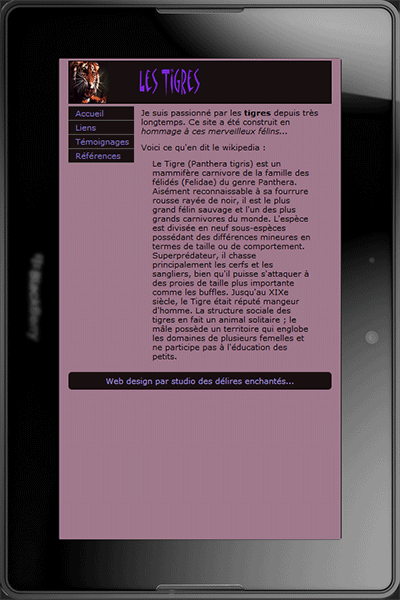 LES TIGRES
Accueil
Liens
Témoignages
Références
Je suis passionné par les tigres depuis très
longtemps. Ce site a été construit en
hommage à ces merveilleux félins...
Voici ce qu'en dit le wikipedia :
Le Tigre (Panthera tigris) est un
mammifère carnivore de la famille des
félidés (Felidae) du genre Panthera.
Aisément reconnaissable à sa fourrure
rousse rayée de noir, il est le plus
grand félin sauvage et l'un des plus
grands carnivores du monde. L'espèce
est divisée en neuf sous-espèces
possédant des différences mineures en
termes de taille ou de comportement.
Superprédateur, il chasse
principalement les cerfs et les
sangliers, bien qu'il puisse s'attaquer à
des proies de taille plus importante
comme les buffles. Jusqu'au XIXe
siècle, le Tigre était réputé mangeur
d'homme. La structure sociale des
tigres en fait un animal solitaire ; le
mâle possède un territoire qui englobe
les domaines de plusieurs femelles et
ne participe pas à l'éducation des
petits.
Web design par studio des délires enchantés...
BlackBerry